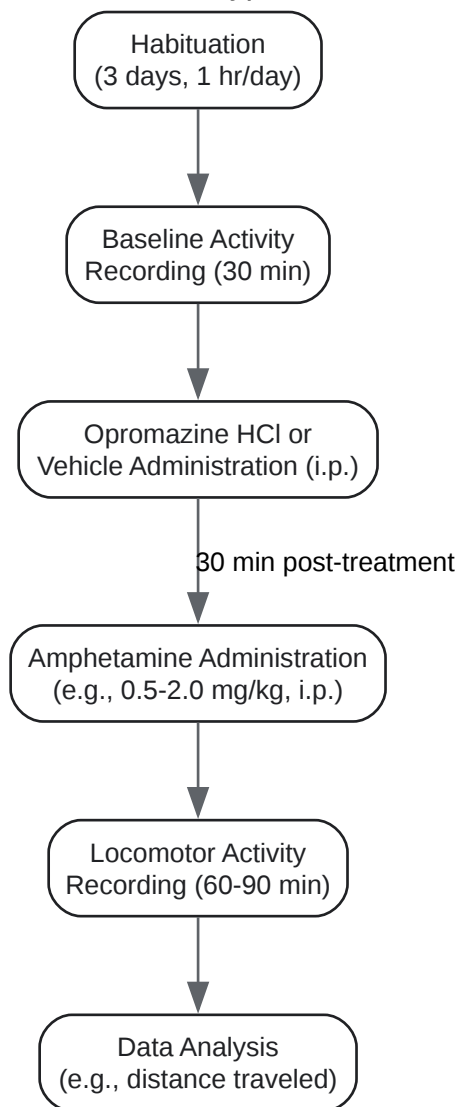 Habituation
(3 days, 1 hr/day)
Baseline Activity
Recording (30 min)
Opromazine HCl or
Vehicle Administration (i.p.)
30 min post-treatment
Amphetamine Administration
(e.g., 0.5-2.0 mg/kg, i.p.)
Locomotor Activity
Recording (60-90 min)
Data Analysis
(e.g., distance traveled)